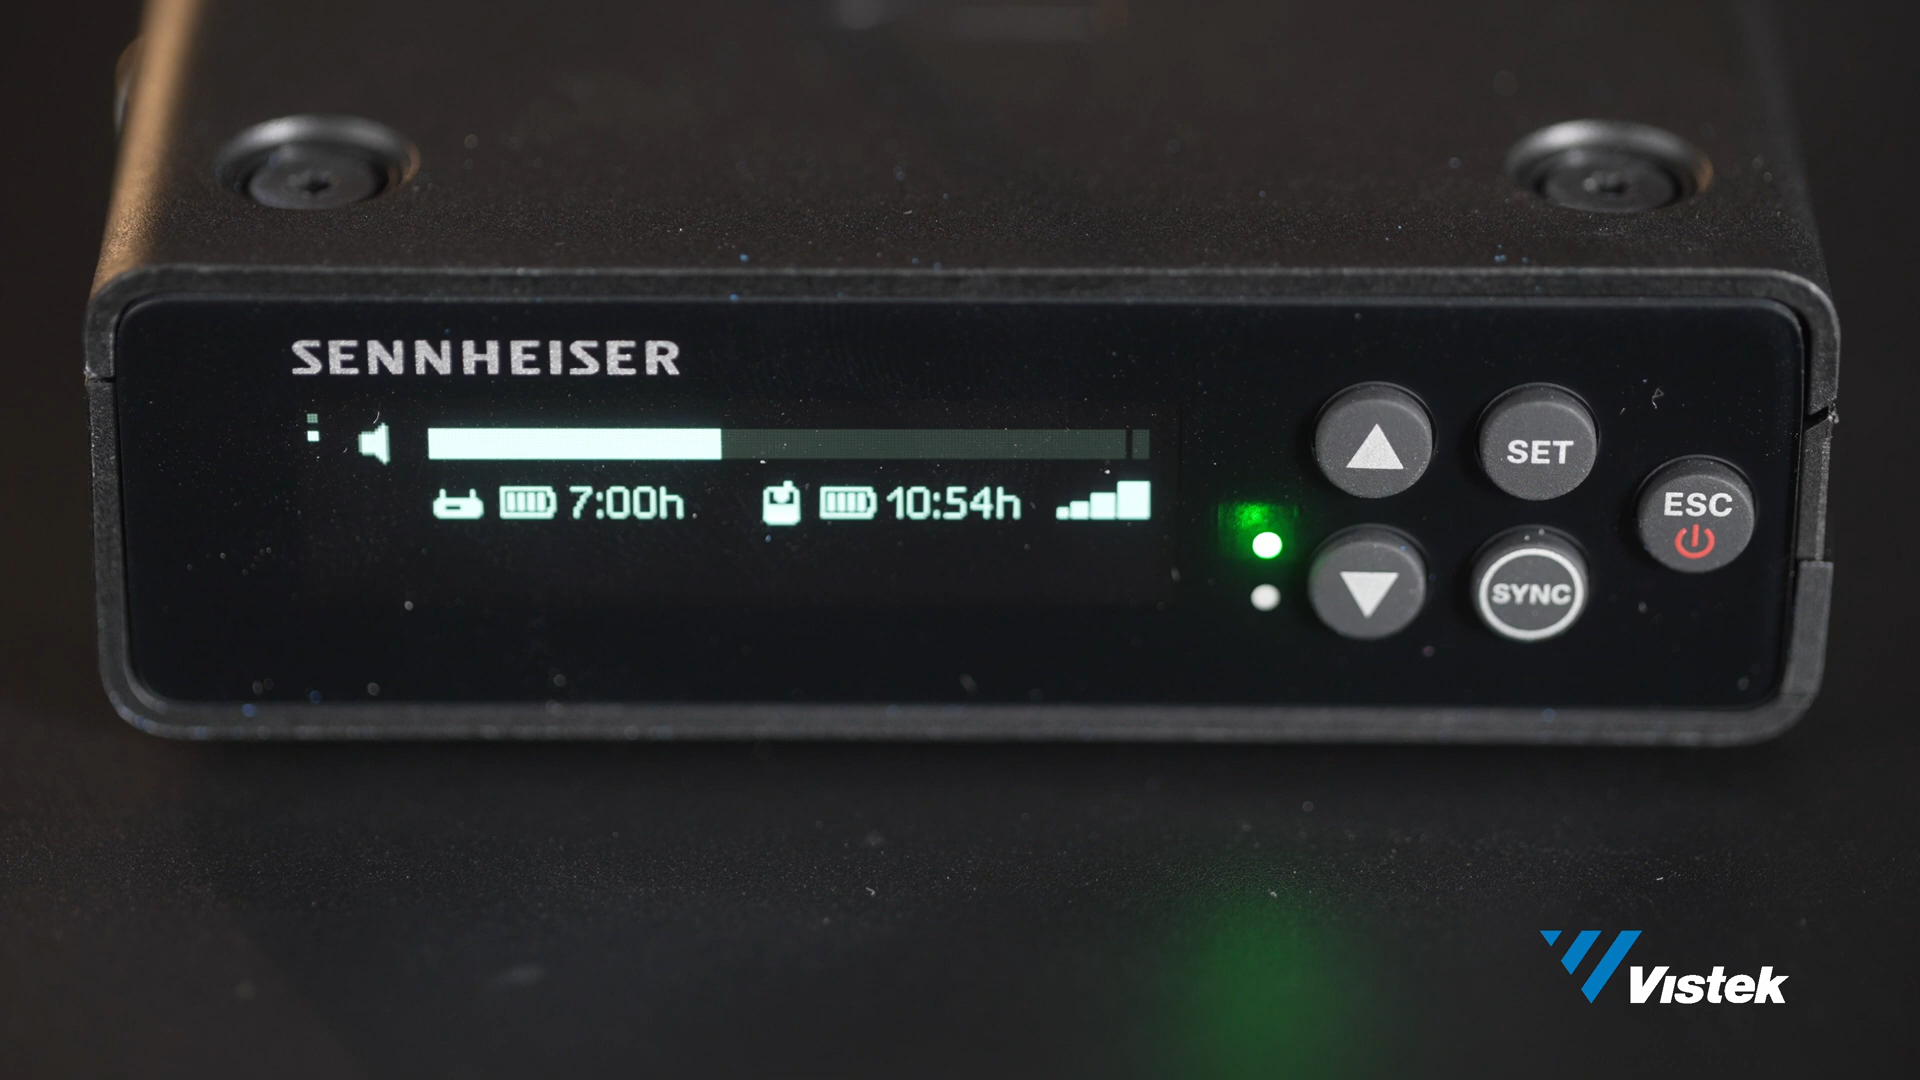 SENNHEISER
7:00h 10:54h
SET
ESC
SYNC
Vistek